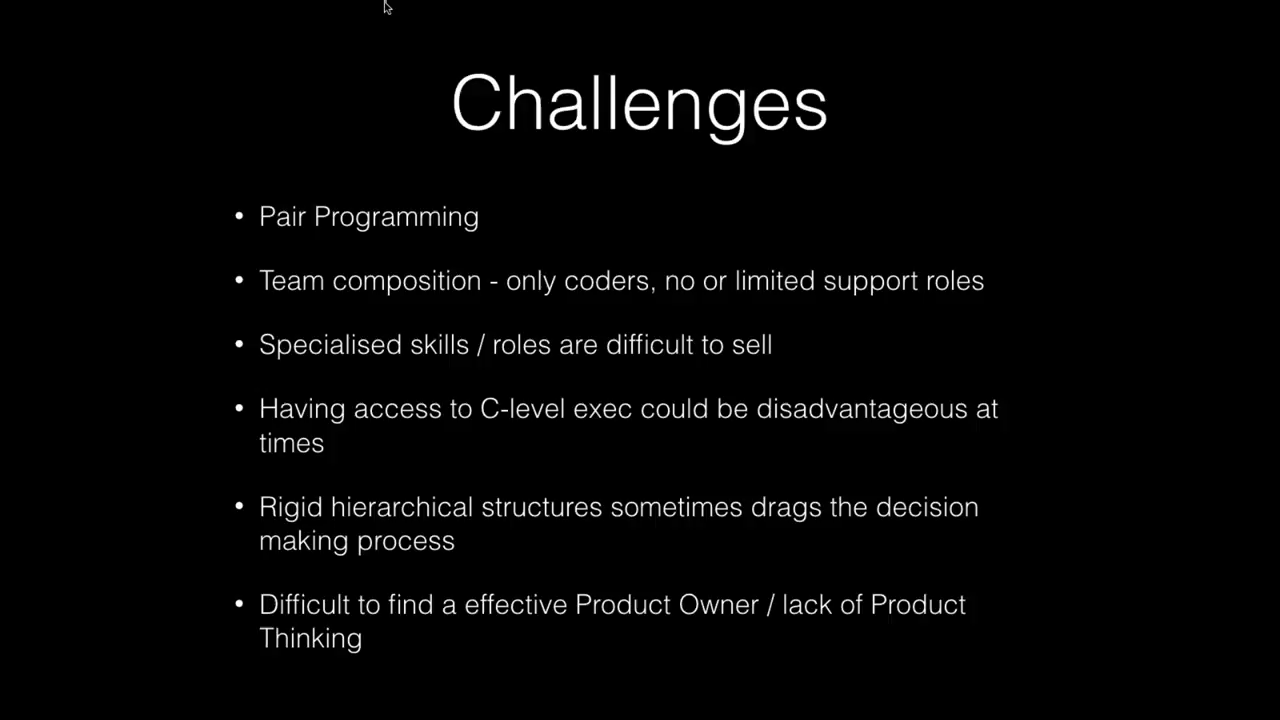 Challenges
• Pair Programming
• Team composition - only coders, no or limited support roles
• Specialised skills / roles are difficult to sell
• Having access to C-level exec could be disadvantageous at
times
• Rigid hierarchical structures sometimes drags the decision
making process
• Difficult to find a effective Product Owner / lack of Product
Thinking